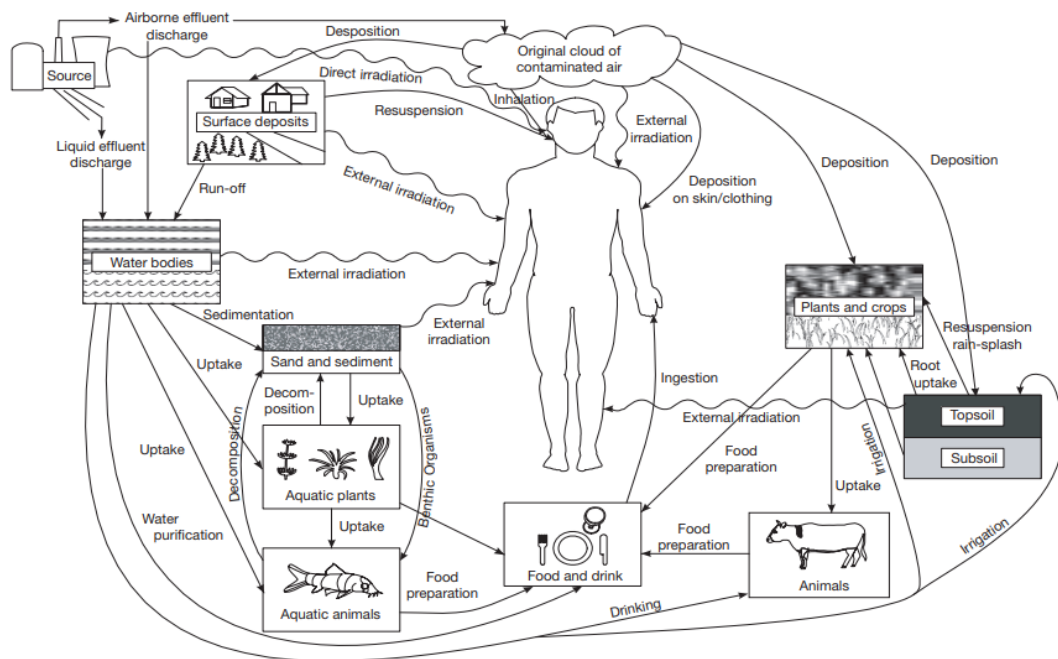 Airborne effluent
discharge
Desposition
Original cloud of
contaminated air
Source
Direct irradiation
Inhalation
Resuspension
Surface deposits
External
irradiation
Liquid effluent
discharge
Deposition
Deposition
External irradiation
Run-off
Deposition
on skin/clothing
Water bodies
External irradiation
Plants and crops
Sedimentation
External
irradiation
Resuspension
rain-splash
Sand and sediment
Uptake
Ingestion
Root
uptake
Decom-
position
Uptake
External irradiation
Topsoil
Uptake
Decomposition
Benthic Organisms
Food
preparation
Irrigation
Subsoil
Aquatic plants
Uptake
Water
purification
Uptake
Food
preparation
Irrigation
Food
preparation
Food and drink
Animals
Aquatic animals
Drinking